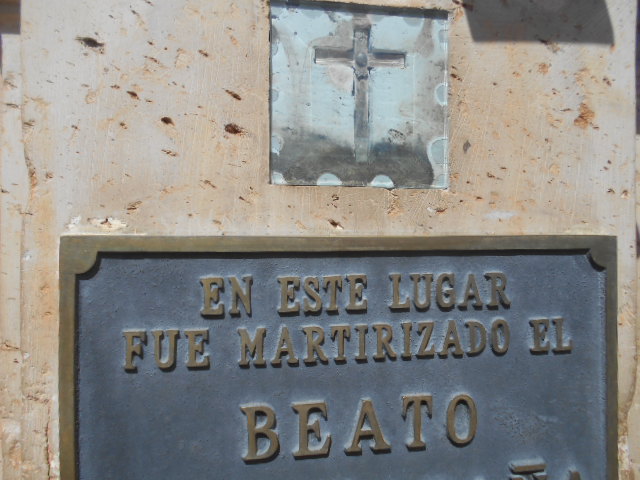 EN ESTE LUGAR
FUE MARTIRIZADO EL
BEATO